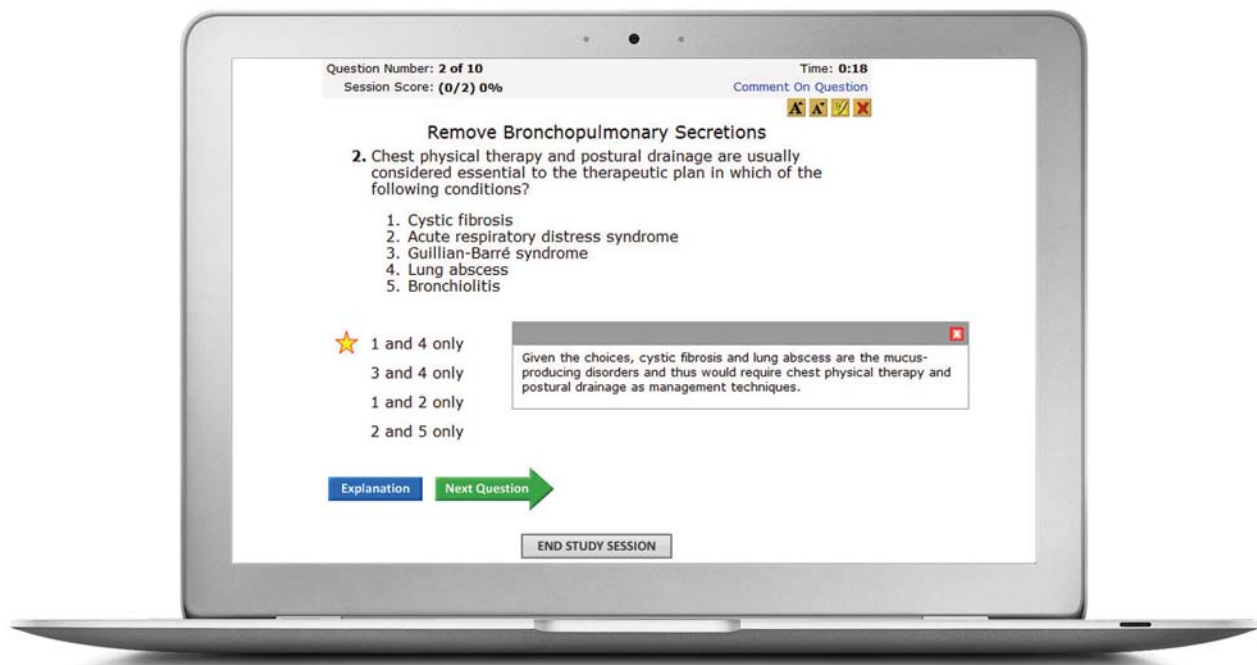 Question Number: 2 of 10
Time: 0:18
Session Score: (0/2) 0%
Comment On Question
A A
Remove Bronchopulmonary Secretions
2. Chest physical therapy and postural drainage are usually
considered essential to the therapeutic plan in which of the
following conditions?
1. Cystic fibrosis
2. Acute respiratory distress syndrome
3. Guillian-Barré syndrome
4. Lung abscess
5. Bronchiolitis
1 and 4 only
3 and 4 only
1 and 2 only
2 and 5 only
Given the choices, cystic fibrosis and lung abscess are the mucus-
producing disorders and thus would require chest physical therapy and
postural drainage as management techniques.
Explanation
Next Question
END STUDY SESSION